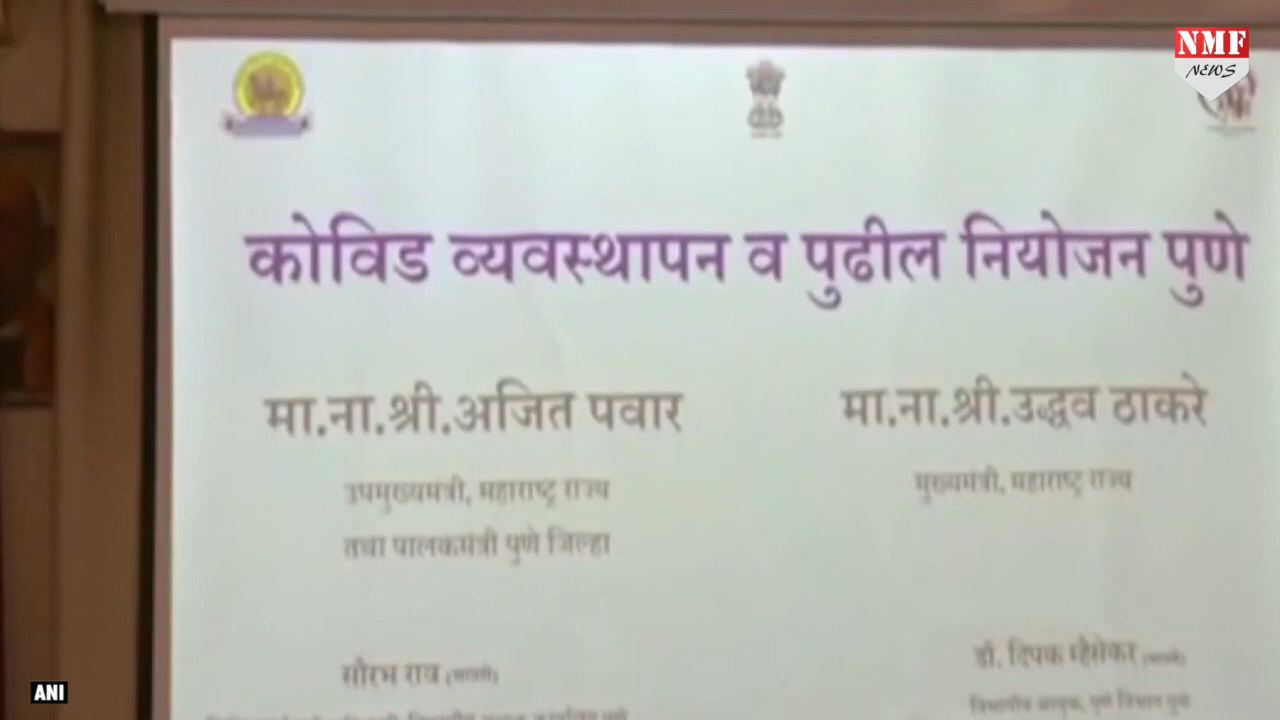 NMF
NEWS
कोविड व्यवस्थापन व पुढील नियोजन पुणे
मा.ना.श्री.अजित पवार
मा.ना.श्री.उद्धव ठाकरे
उपमुख्यमंत्री, महाराष्ट्र राज्य
मुख्यमंत्री, महाराष्ट्र राज्य
तथा पालकमंत्री पुणे जिल्हा
सौरभ राव
डॉ. दिपक म्हैसेकर
ANI